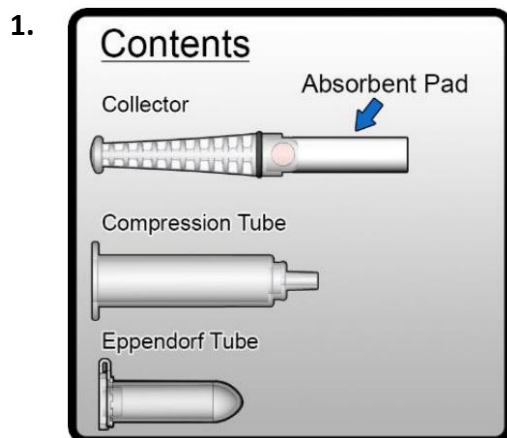 1.
Contents
Absorbent Pad
Collector
Compression Tube
Eppendorf Tube